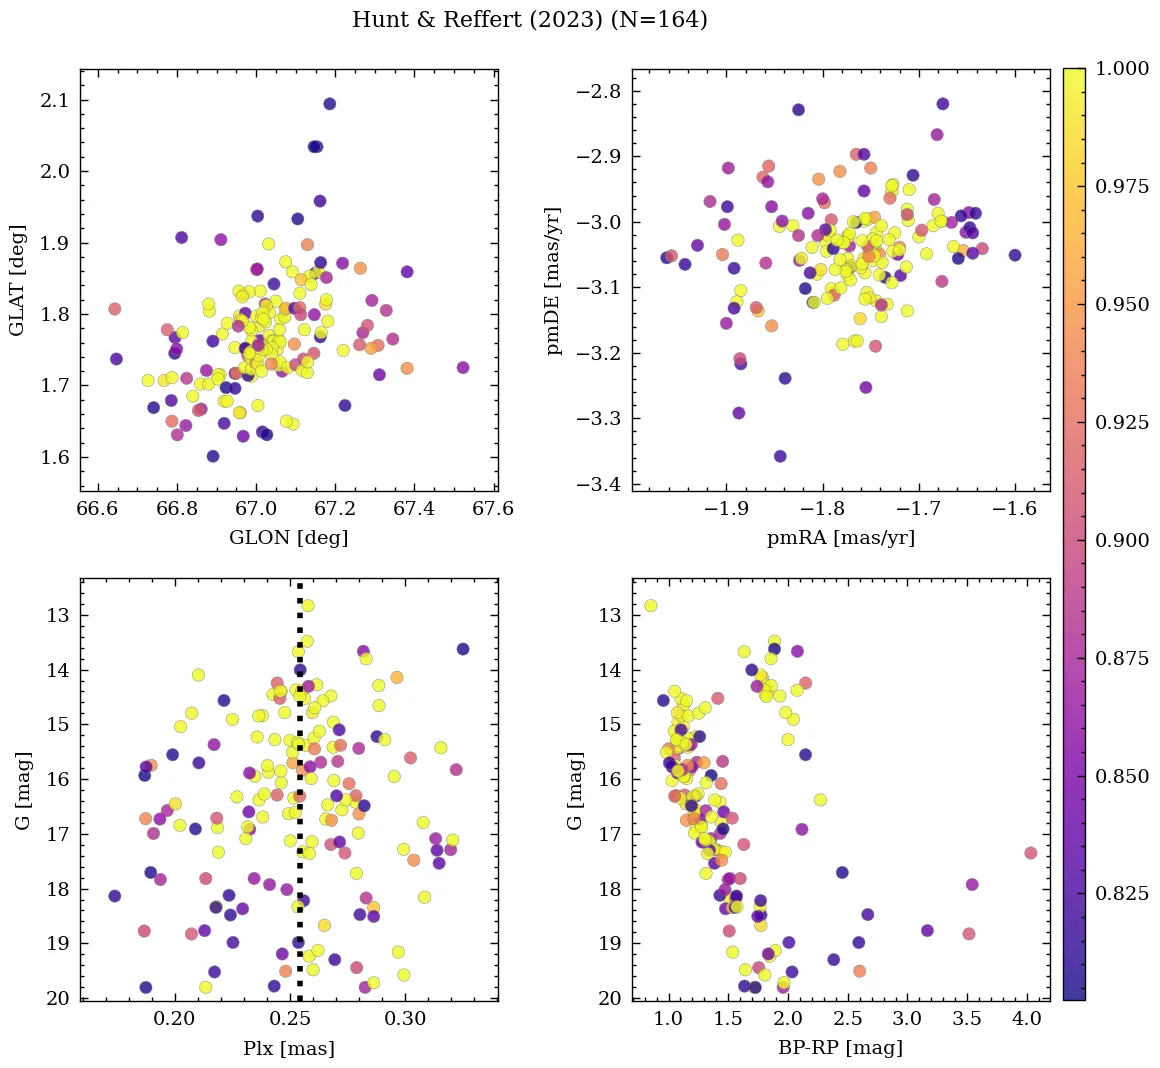 Hunt & Reffert (2023) (N=164)
2.1
2.0
1.9
1.8
1.7
1.6
GLAT [deg]
66.6 66.8 67.0 67.2 67.4 67.6
GLON [deg]
−2.8
−2.9
−3.0
−3.1
−3.2
−3.3
−3.4
pmDE [mas/yr]
−1.9 −1.8 −1.7 −1.6
pmRA [mas/yr]
1.000
0.975
0.950
0.925
0.900
0.875
0.850
0.825
13
14
15
16
17
18
19
20
G [mag]
0.20 0.25 0.30
Plx [mas]
13
14
15
16
17
18
19
20
G [mag]
1.0 1.5 2.0 2.5 3.0 3.5 4.0
BP-RP [mag]